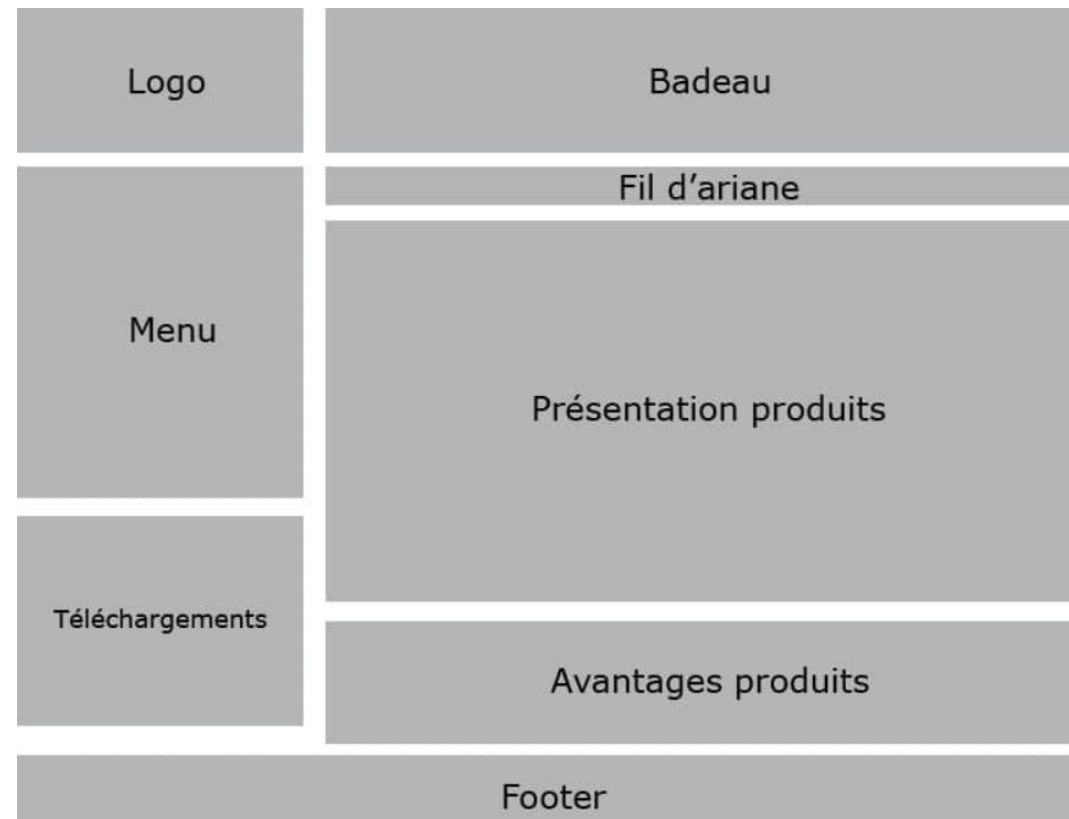 Logo
Badeau
Menu
Fil d’ariane
Présentation produits
Téléchargements
Avantages produits
Footer